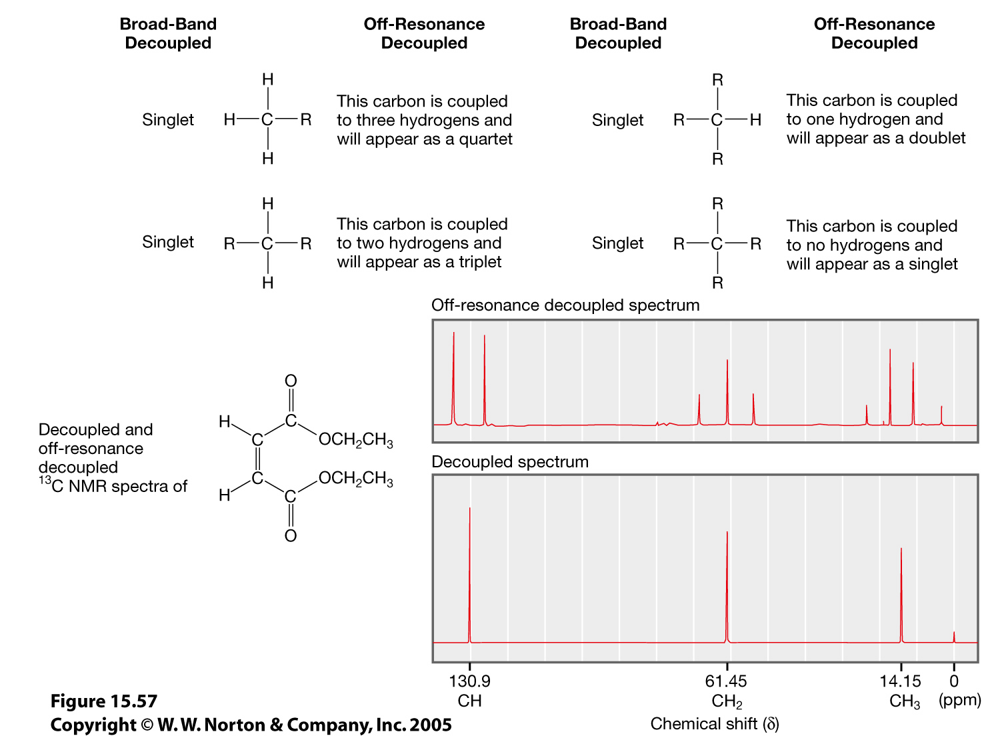 Broad-Band
Decoupled
Off-Resonance
Decoupled
Broad-Band
Decoupled
Off-Resonance
Decoupled
Singlet
H
H—C—R
H
This carbon is coupled
to three hydrogens and
will appear as a quartet
Singlet
R
R—C—H
R
This carbon is coupled
to one hydrogen and
will appear as a doublet
Singlet
H
R—C—R
H
This carbon is coupled
to two hydrogens and
will appear as a triplet
Singlet
R
R—C—R
R
This carbon is coupled
to no hydrogens and
will appear as a singlet
Off-resonance decoupled spectrum
Decoupled and
off-resonance
decoupled
¹³C NMR spectra of
O
H C
C OCH₂CH₃
C OCH₂CH₃
H C
O
Decoupled spectrum
130.9 61.45 14.15 0
CH CH₂ CH₃ (ppm)
Chemical shift (δ)
Figure 15.57
Copyright © W. W. Norton & Company, Inc. 2005